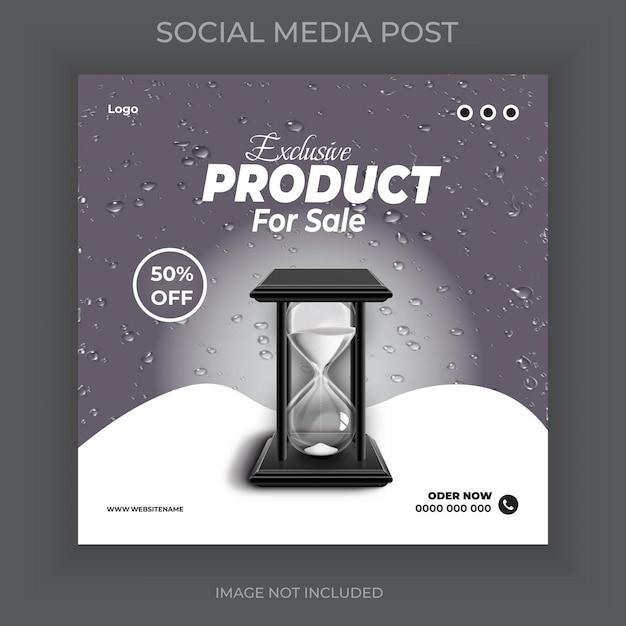 SOCIAL MEDIA POST
Logo
Exclusive
PRODUCT
For Sale
50%
OFF
ODER NOW
0000 000 000
WWW.WEBSITENAME
IMAGE NOT INCLUDED